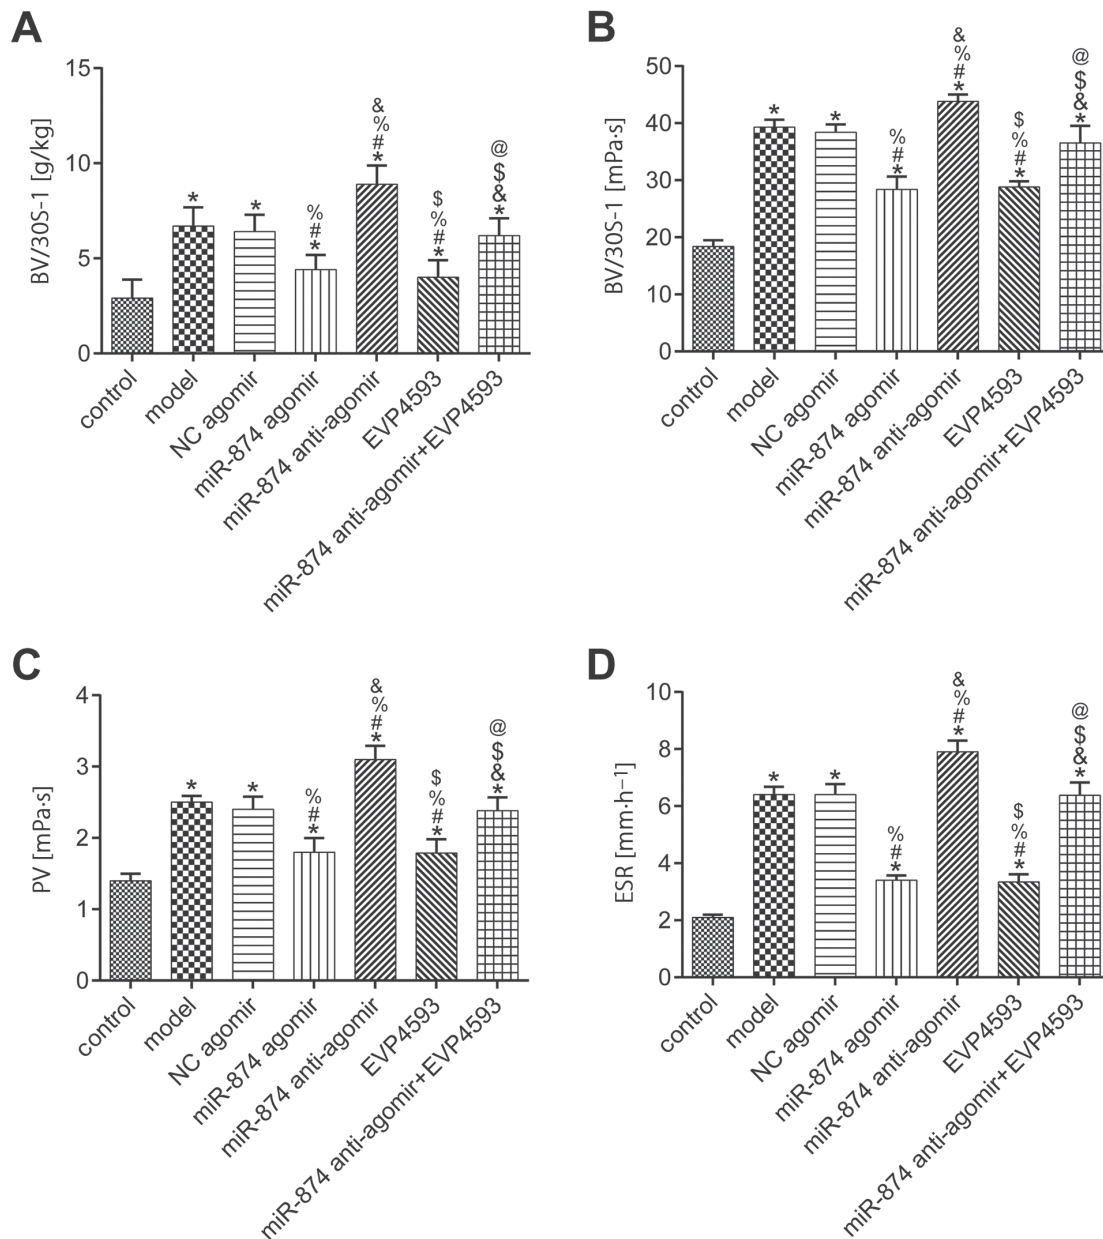 A
BV/30S-1 [g/kg]
15
10
5
0
*
*
%
#
*
&
%
#
*
$
%
#
*
@
$
&
*
control
model
NC agomir
miR-874 agomir
miR-874 anti-agomir
EVP4593
miR-874 anti-agomir+EVP4593
B
BV/30S-1 [mPa·s]
50
40
30
20
10
0
*
*
%
#
*
&
%
#
*
$
%
#
*
@
$
&
*
control
model
NC agomir
miR-874 agomir
miR-874 anti-agomir
EVP4593
miR-874 anti-agomir+EVP4593
C
PV [mPa·s]
4
3
2
1
0
*
*
%
#
*
&
%
#
*
$
%
#
*
@
$
&
*
control
model
NC agomir
miR-874 agomir
miR-874 anti-agomir
EVP4593
miR-874 anti-agomir+EVP4593
D
ESR [mm·h⁻¹]
10
8
6
4
2
0
*
*
%
#
*
&
%
#
*
$
%
#
*
@
$
&
*
control
model
NC agomir
miR-874 agomir
miR-874 anti-agomir
EVP4593
miR-874 anti-agomir+EVP4593